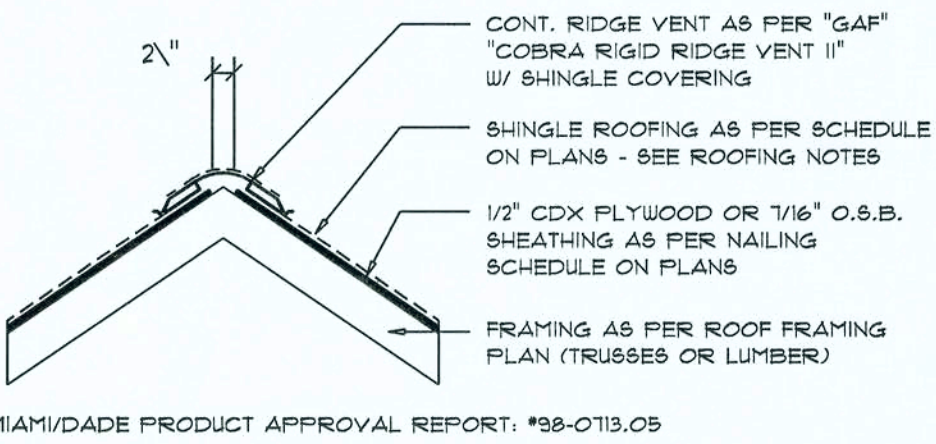 2\"
CONT. RIDGE VENT AS PER "GAF"
"COBRA RIGID RIDGE VENT II"
W/ SHINGLE COVERING
SHINGLE ROOFING AS PER SCHEDULE
ON PLANS - SEE ROOFING NOTES
1/2" CDX PLYWOOD OR 7/16" O.S.B.
SHEATHING AS PER NAILING
SCHEDULE ON PLANS
FRAMING AS PER ROOF FRAMING
PLAN (TRUSSES OR LUMBER)
MIAMI/DADE PRODUCT APPROVAL REPORT: #98-0713.05